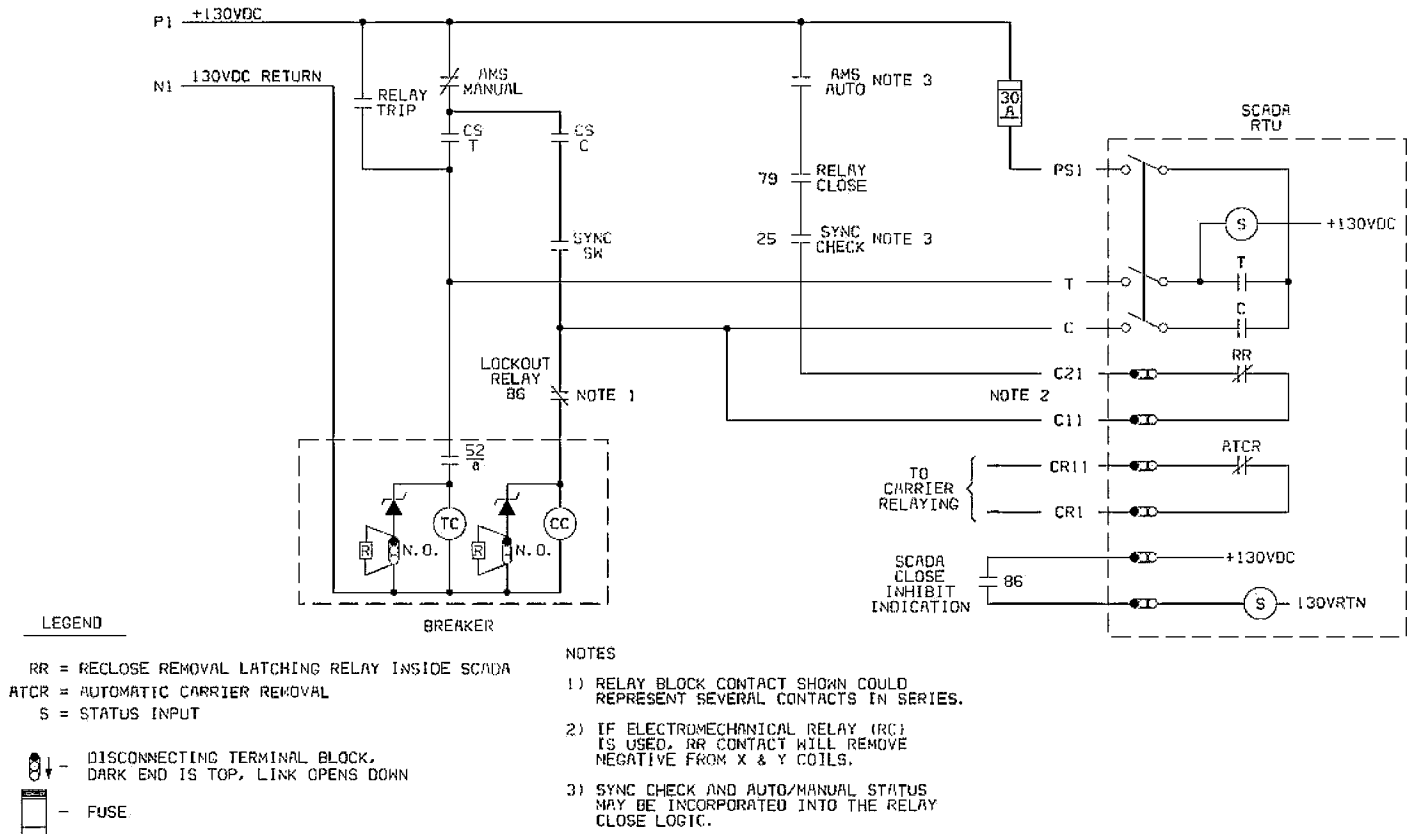 P1 +130VDC
N1 130VDC RETURN
RELAY
TRIP
AMS
MANUAL
CS
T
CS
C
SYNC
SW
AMS
AUTO NOTE 3
79 RELAY
CLOSE
25 SYNC
CHECK NOTE 3
30
A
SCADA
RTU
PS1
S +130VDC
T
T
C
C
LOCKOUT
RELAY
86 NOTE 1
C21
RR
NOTE 2
C11
ATCR
TO
CARRIER
RELAYING
CR11
CR1
52
a
TC
CC
R N.O.
R N.O.
BREAKER
SCADA
CLOSE
INHIBIT
INDICATION
86
+130VDC
S 130VRTN
LEGEND
RR = RECLOSE REMOVAL LATCHING RELAY INSIDE SCADA
ATCR = AUTOMATIC CARRIER REMOVAL
S = STATUS INPUT
- DISCONNECTING TERMINAL BLOCK.
DARK END IS TOP, LINK OPENS DOWN
- FUSE
NOTES
1) RELAY BLOCK CONTACT SHOWN COULD
REPRESENT SEVERAL CONTACTS IN SERIES.
2) IF ELECTROMECHANICAL RELAY (RC)
IS USED, RR CONTACT WILL REMOVE
NEGATIVE FROM X & Y COILS.
3) SYNC CHECK AND AUTO/MANUAL STATUS
MAY BE INCORPORATED INTO THE RELAY
CLOSE LOGIC.